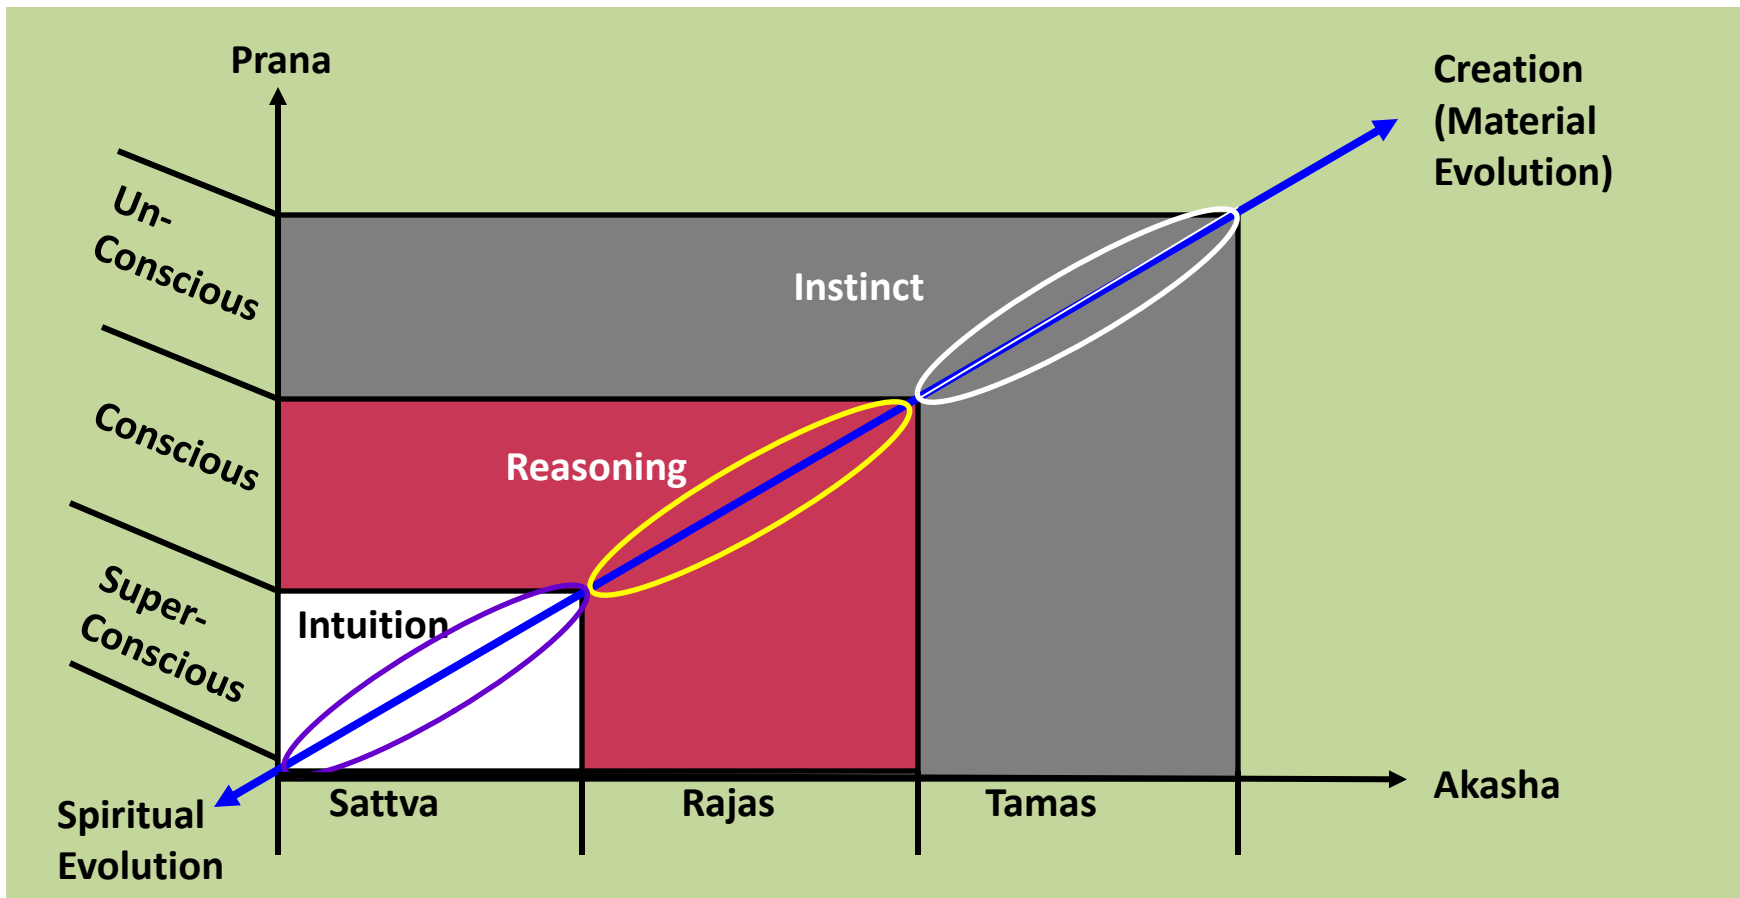 Prana
Creation
(Material
Evolution)
Un-
Conscious
Instinct
Conscious
Reasoning
Super-
Conscious
Intuition
Sattva
Rajas
Tamas
Akasha
Spiritual
Evolution